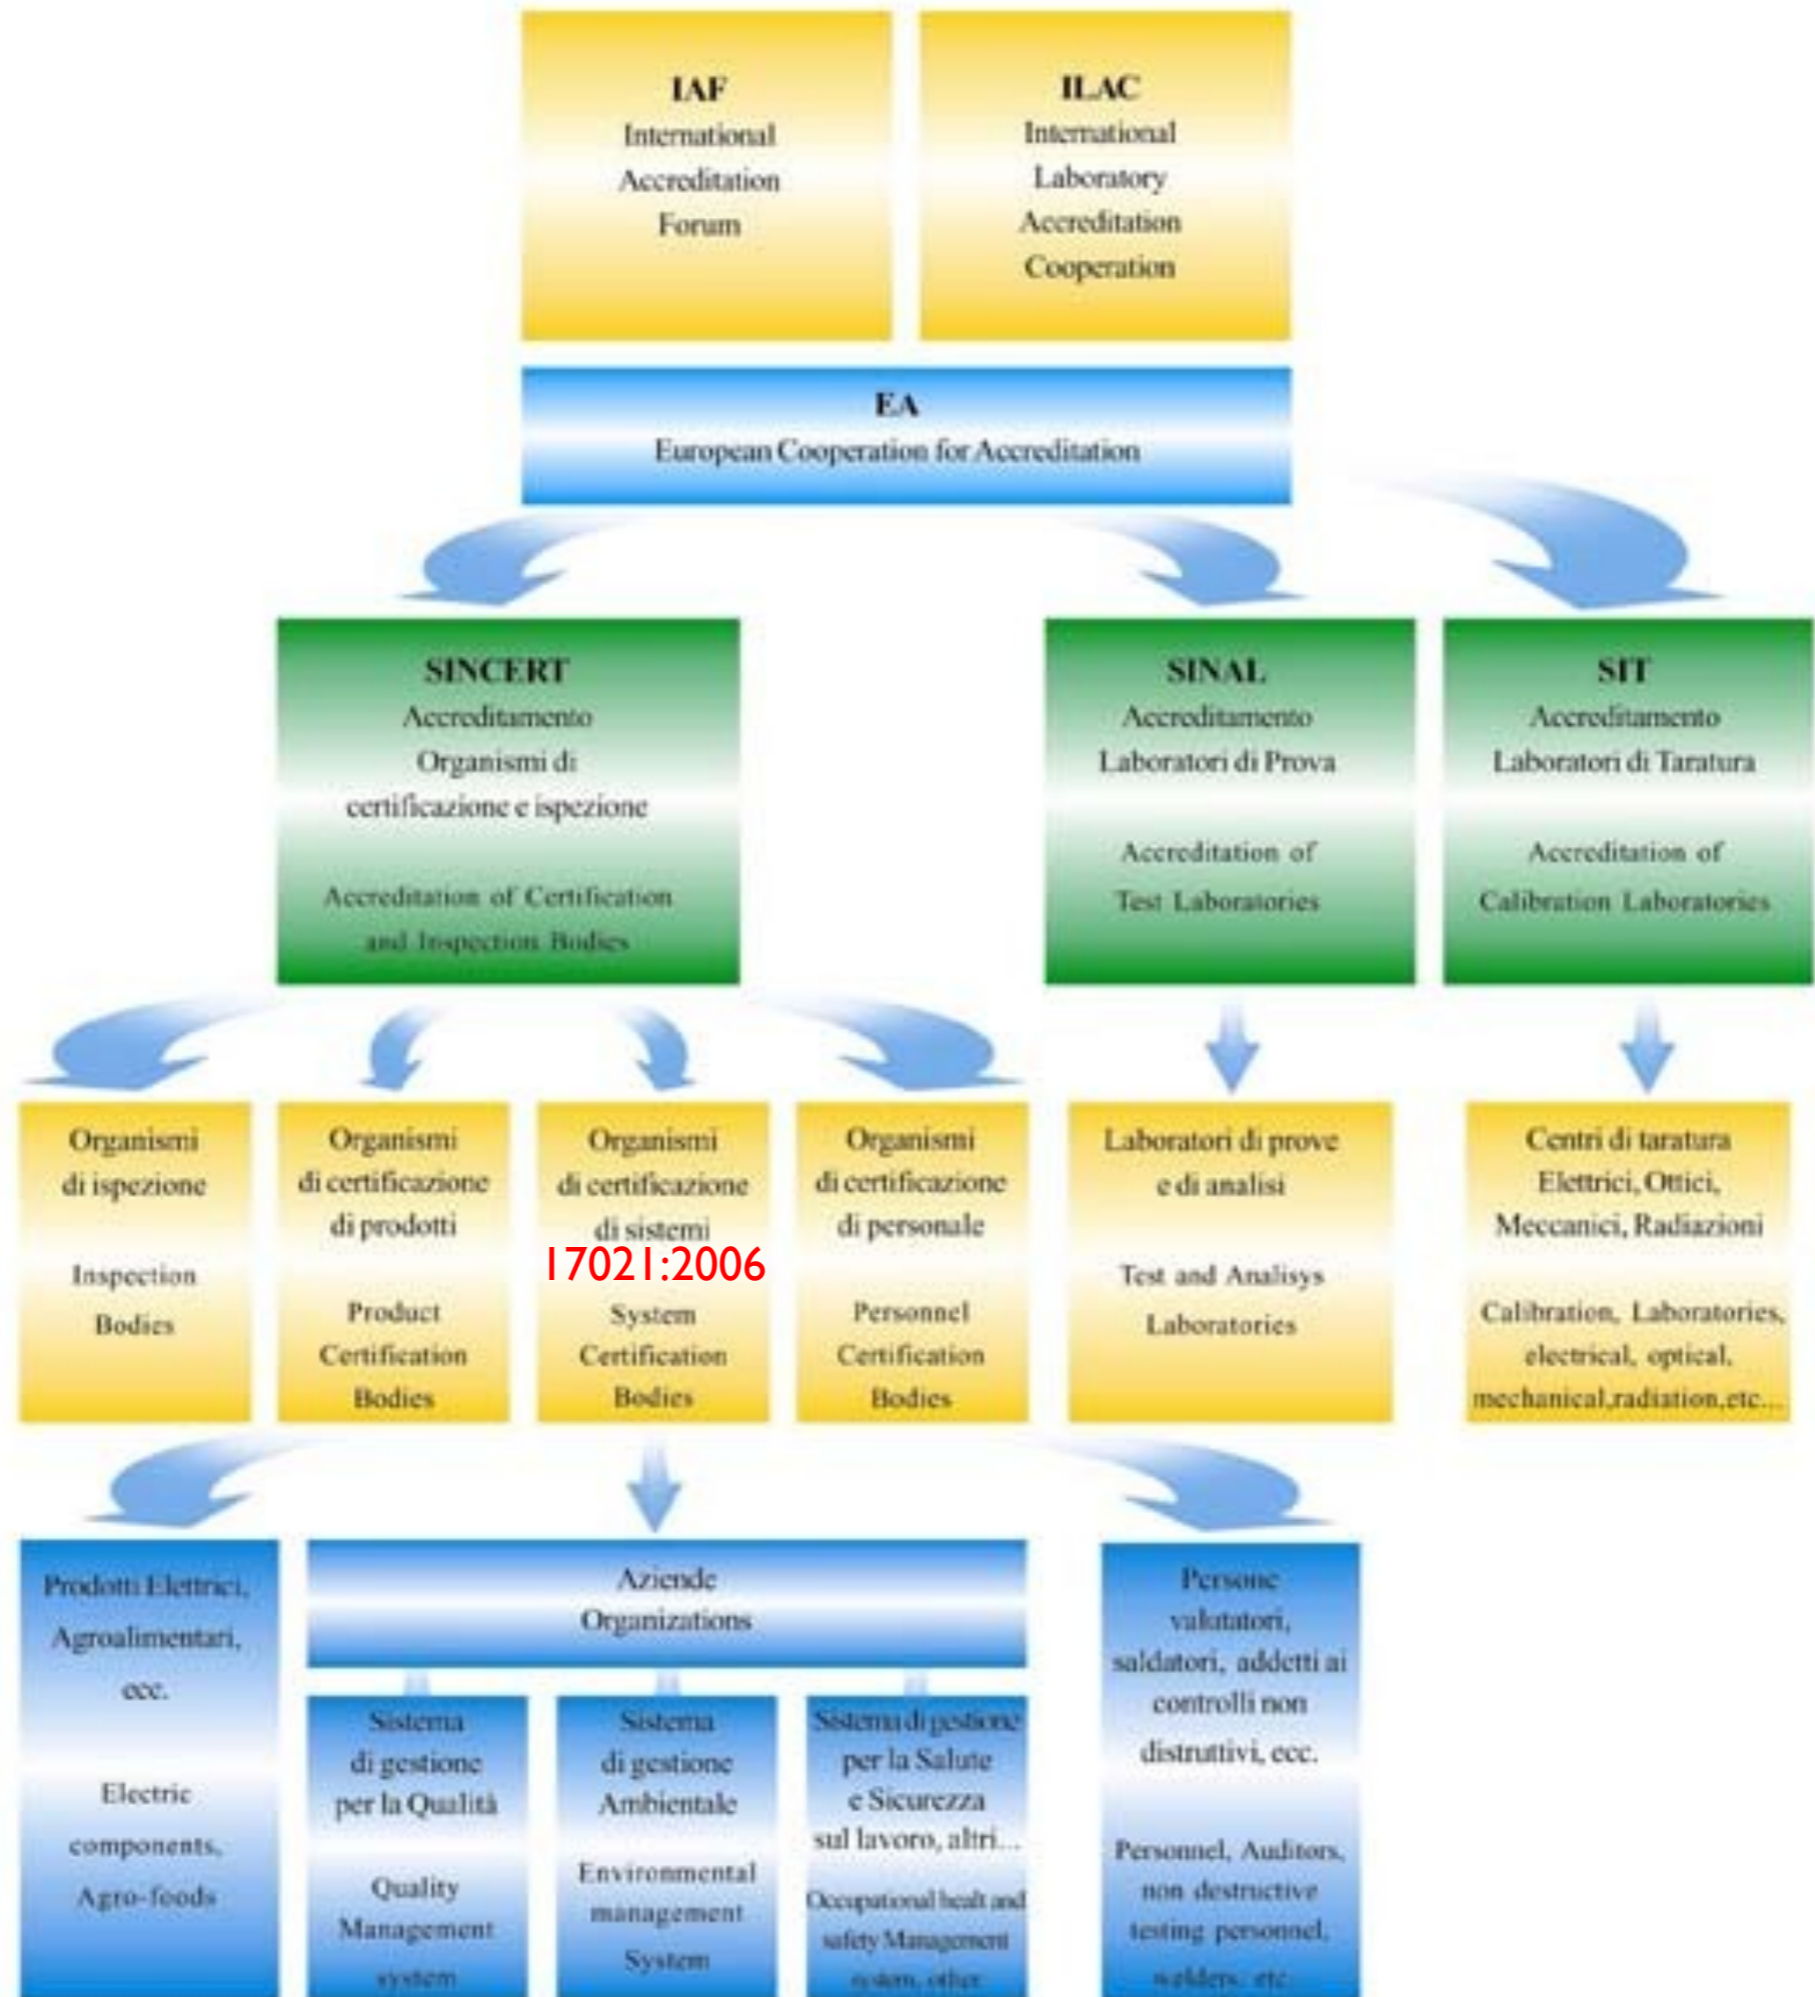 IAF
International
Accreditation
Forum
ILAC
International
Laboratory
Accreditation
Cooperation
EA
European Cooperation for Accreditation
SINCERT
Accreditamento
Organismi di
certificazione e ispezione
Accreditation of Certification
and Inspection Bodies
SINAL
Accreditamento
Laboratori di Prova
Accreditation of
Test Laboratories
SIT
Accreditamento
Laboratori di Taratura
Accreditation of
Calibration Laboratories
Organismi
di ispezione
Inspection
Bodies
Organismi
di certificazione
di prodotti
Product
Certification
Bodies
Organismi
di certificazione
di sistemi
17021:2006
System
Certification
Bodies
Organismi
di certificazione
di personale
Personnel
Certification
Bodies
Laboratori di prove
e di analisi
Test and Analisys
Laboratories
Centri di taratura
Elettrici, Ottici,
Meccanici, Radiazioni
Calibration, Laboratories,
electrical, optical,
mechanical,radiation,etc...
Prodotti Elettrici,
Agroalimentari,
ecc.
Electric
components,
Agro-foods
Aziende
Organizations
Sistema
di gestione
per la Qualità
Quality
Management
system
Sistema
di gestione
Ambientale
Environmental
management
System
Sistema di gestione
per la Salute
e Sicurezza
sul lavoro, altri...
Occupational healt and
safety Management
system, other
Persone
valutatori,
saldatori, addetti ai
controlli non
distruttivi, ecc.
Personnel, Auditors,
non destructive
testing personnel,
welders, etc